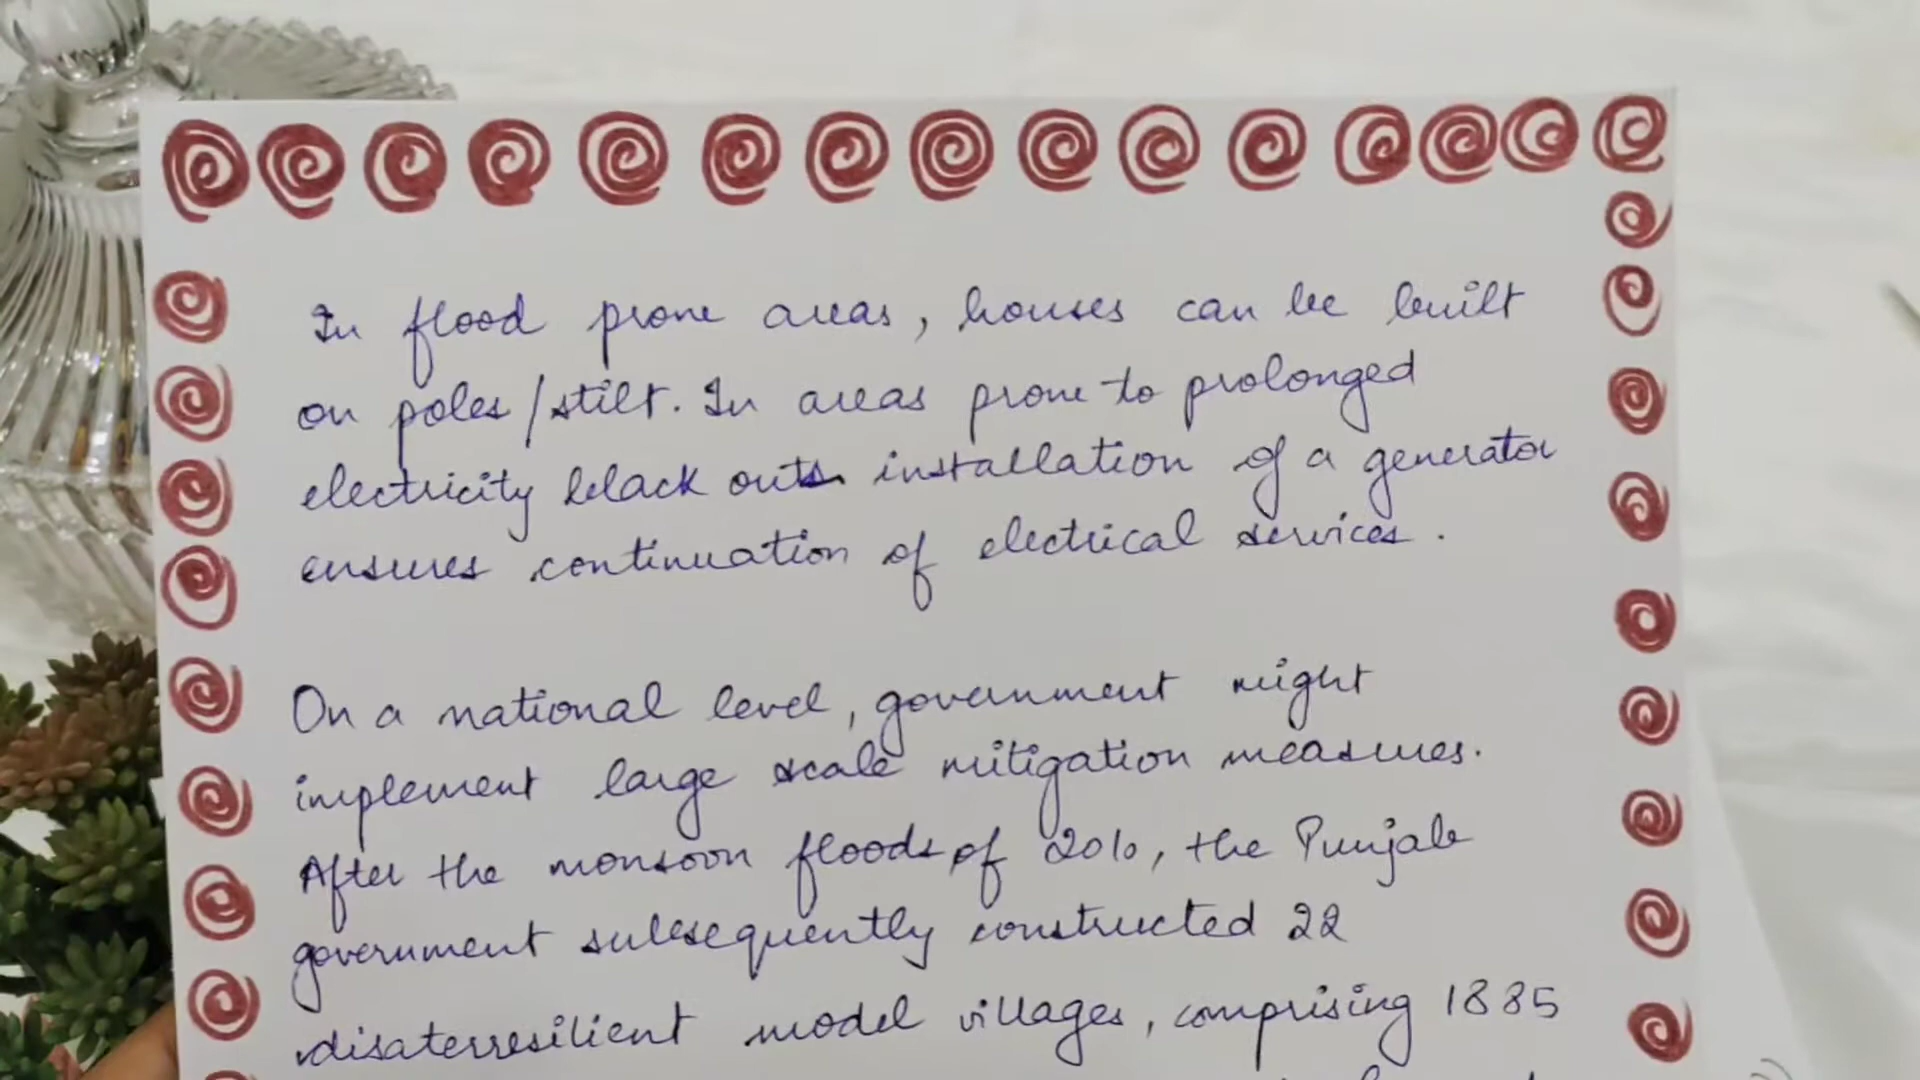 In flood prone areas, houses can be built
on poles/stilt. In areas prone to prolonged
electricity black outs installation of a generator
ensures continuation of electrical services.
On a national level, government might
implement large scale mitigation measures.
After the monsoon floods of 2010, the Punjab
government subsequently constructed 22
disaterresilient model villages, comprising 1885